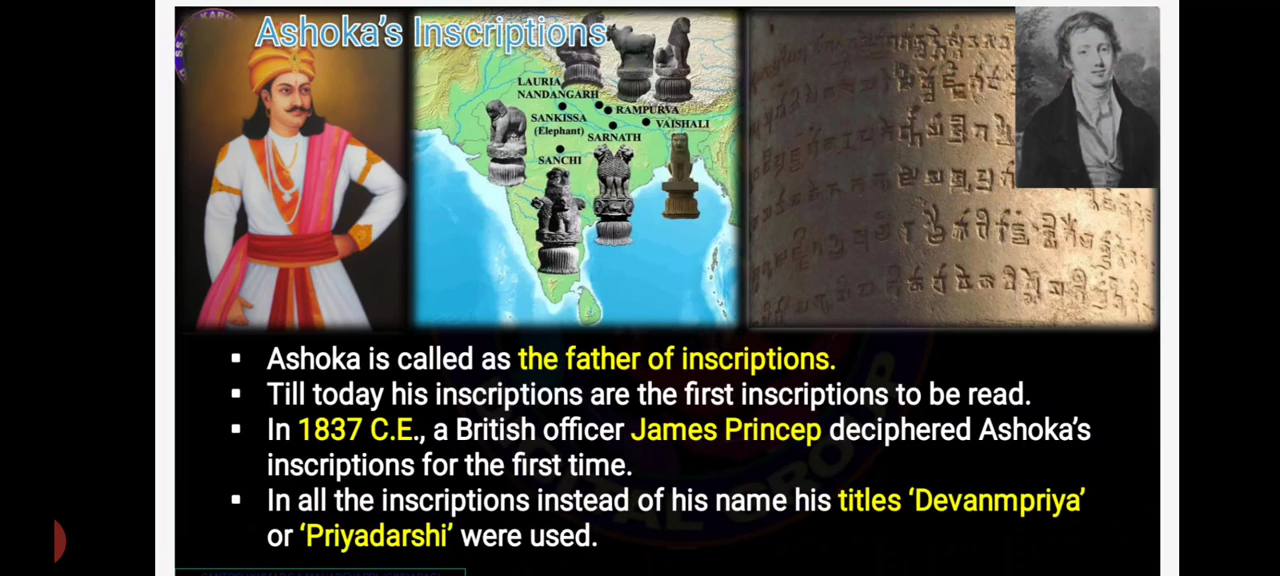 Ashoka's Inscriptions
LAURIA
NANDANGARH
RAMPURVA
SANKISSA
(Elephant)
VAISHALI
SARNATH
SANCHI
▪ Ashoka is called as the father of inscriptions.
▪ Till today his inscriptions are the first inscriptions to be read.
▪ In 1837 C.E., a British officer James Princep deciphered Ashoka's
inscriptions for the first time.
▪ In all the inscriptions instead of his name his titles ‘Devanmpriya’
or ‘Priyadarshi’ were used.